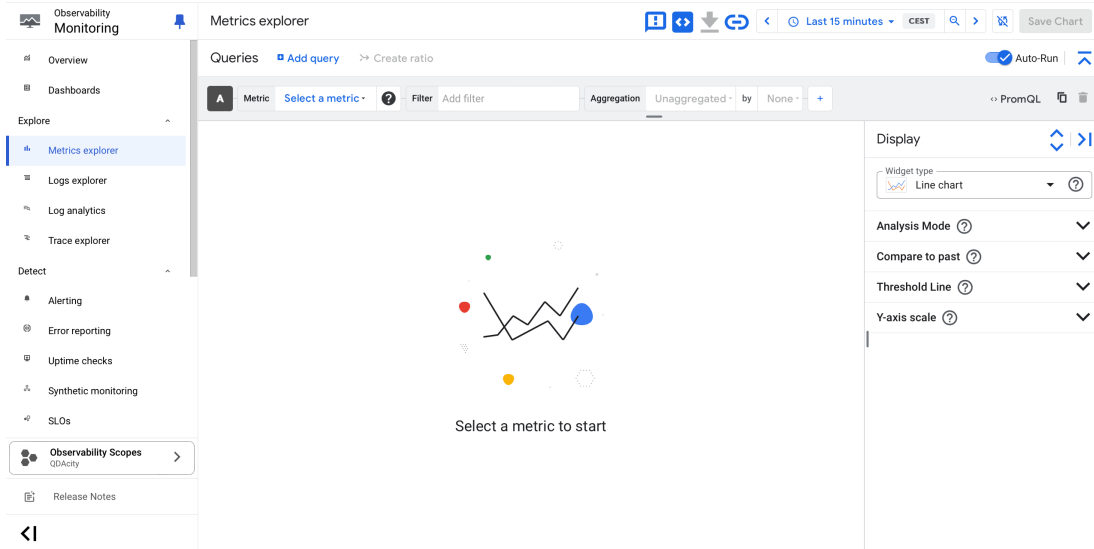 Observability
Monitoring
Metrics explorer
Last 15 minutes
CEST
Save Chart
Overview
Dashboards
Explore
Metrics explorer
Logs explorer
Log analytics
Trace explorer
Detect
Alerting
Error reporting
Uptime checks
Synthetic monitoring
SLOs
Observability Scopes
QDAcity
Release Notes
Queries
Add query
Create ratio
Auto-Run
A
Metric
Select a metric
Filter
Add filter
Aggregation
Unaggregated
by
None
+
<> PromQL
Select a metric to start
Display
Widget type
Line chart
Analysis Mode
Compare to past
Threshold Line
Y-axis scale